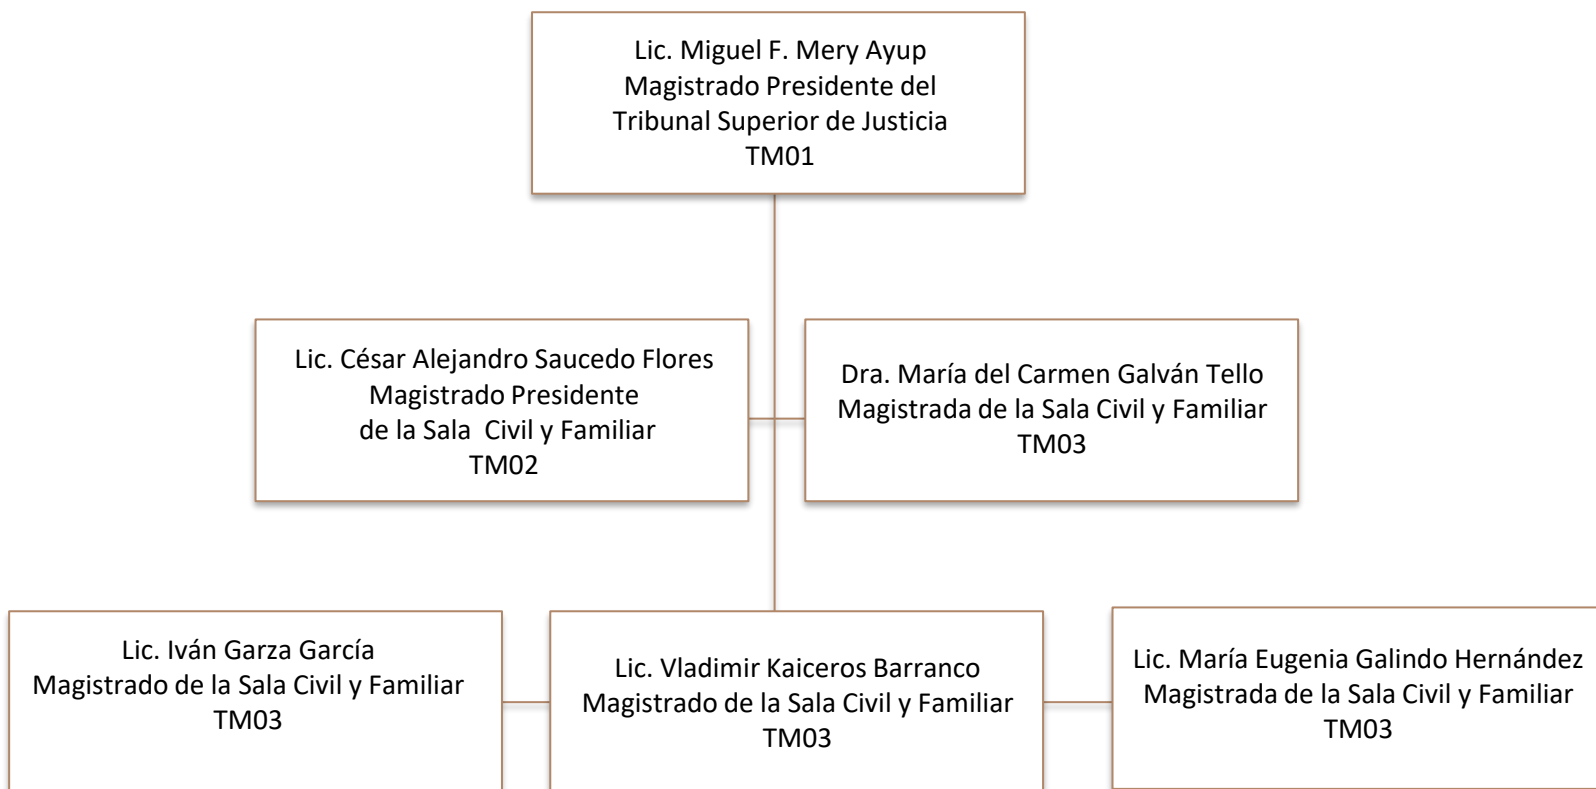 Lic. Miguel F. Mery Ayup
Magistrado Presidente del
Tribunal Superior de Justicia
TM01
Lic. César Alejandro Saucedo Flores
Magistrado Presidente
de la Sala Civil y Familiar
TM02
Dra. María del Carmen Galván Tello
Magistrada de la Sala Civil y Familiar
TM03
Lic. Iván Garza García
Magistrado de la Sala Civil y Familiar
TM03
Lic. Vladimir Kaiceros Barranco
Magistrado de la Sala Civil y Familiar
TM03
Lic. María Eugenia Galindo Hernández
Magistrada de la Sala Civil y Familiar
TM03